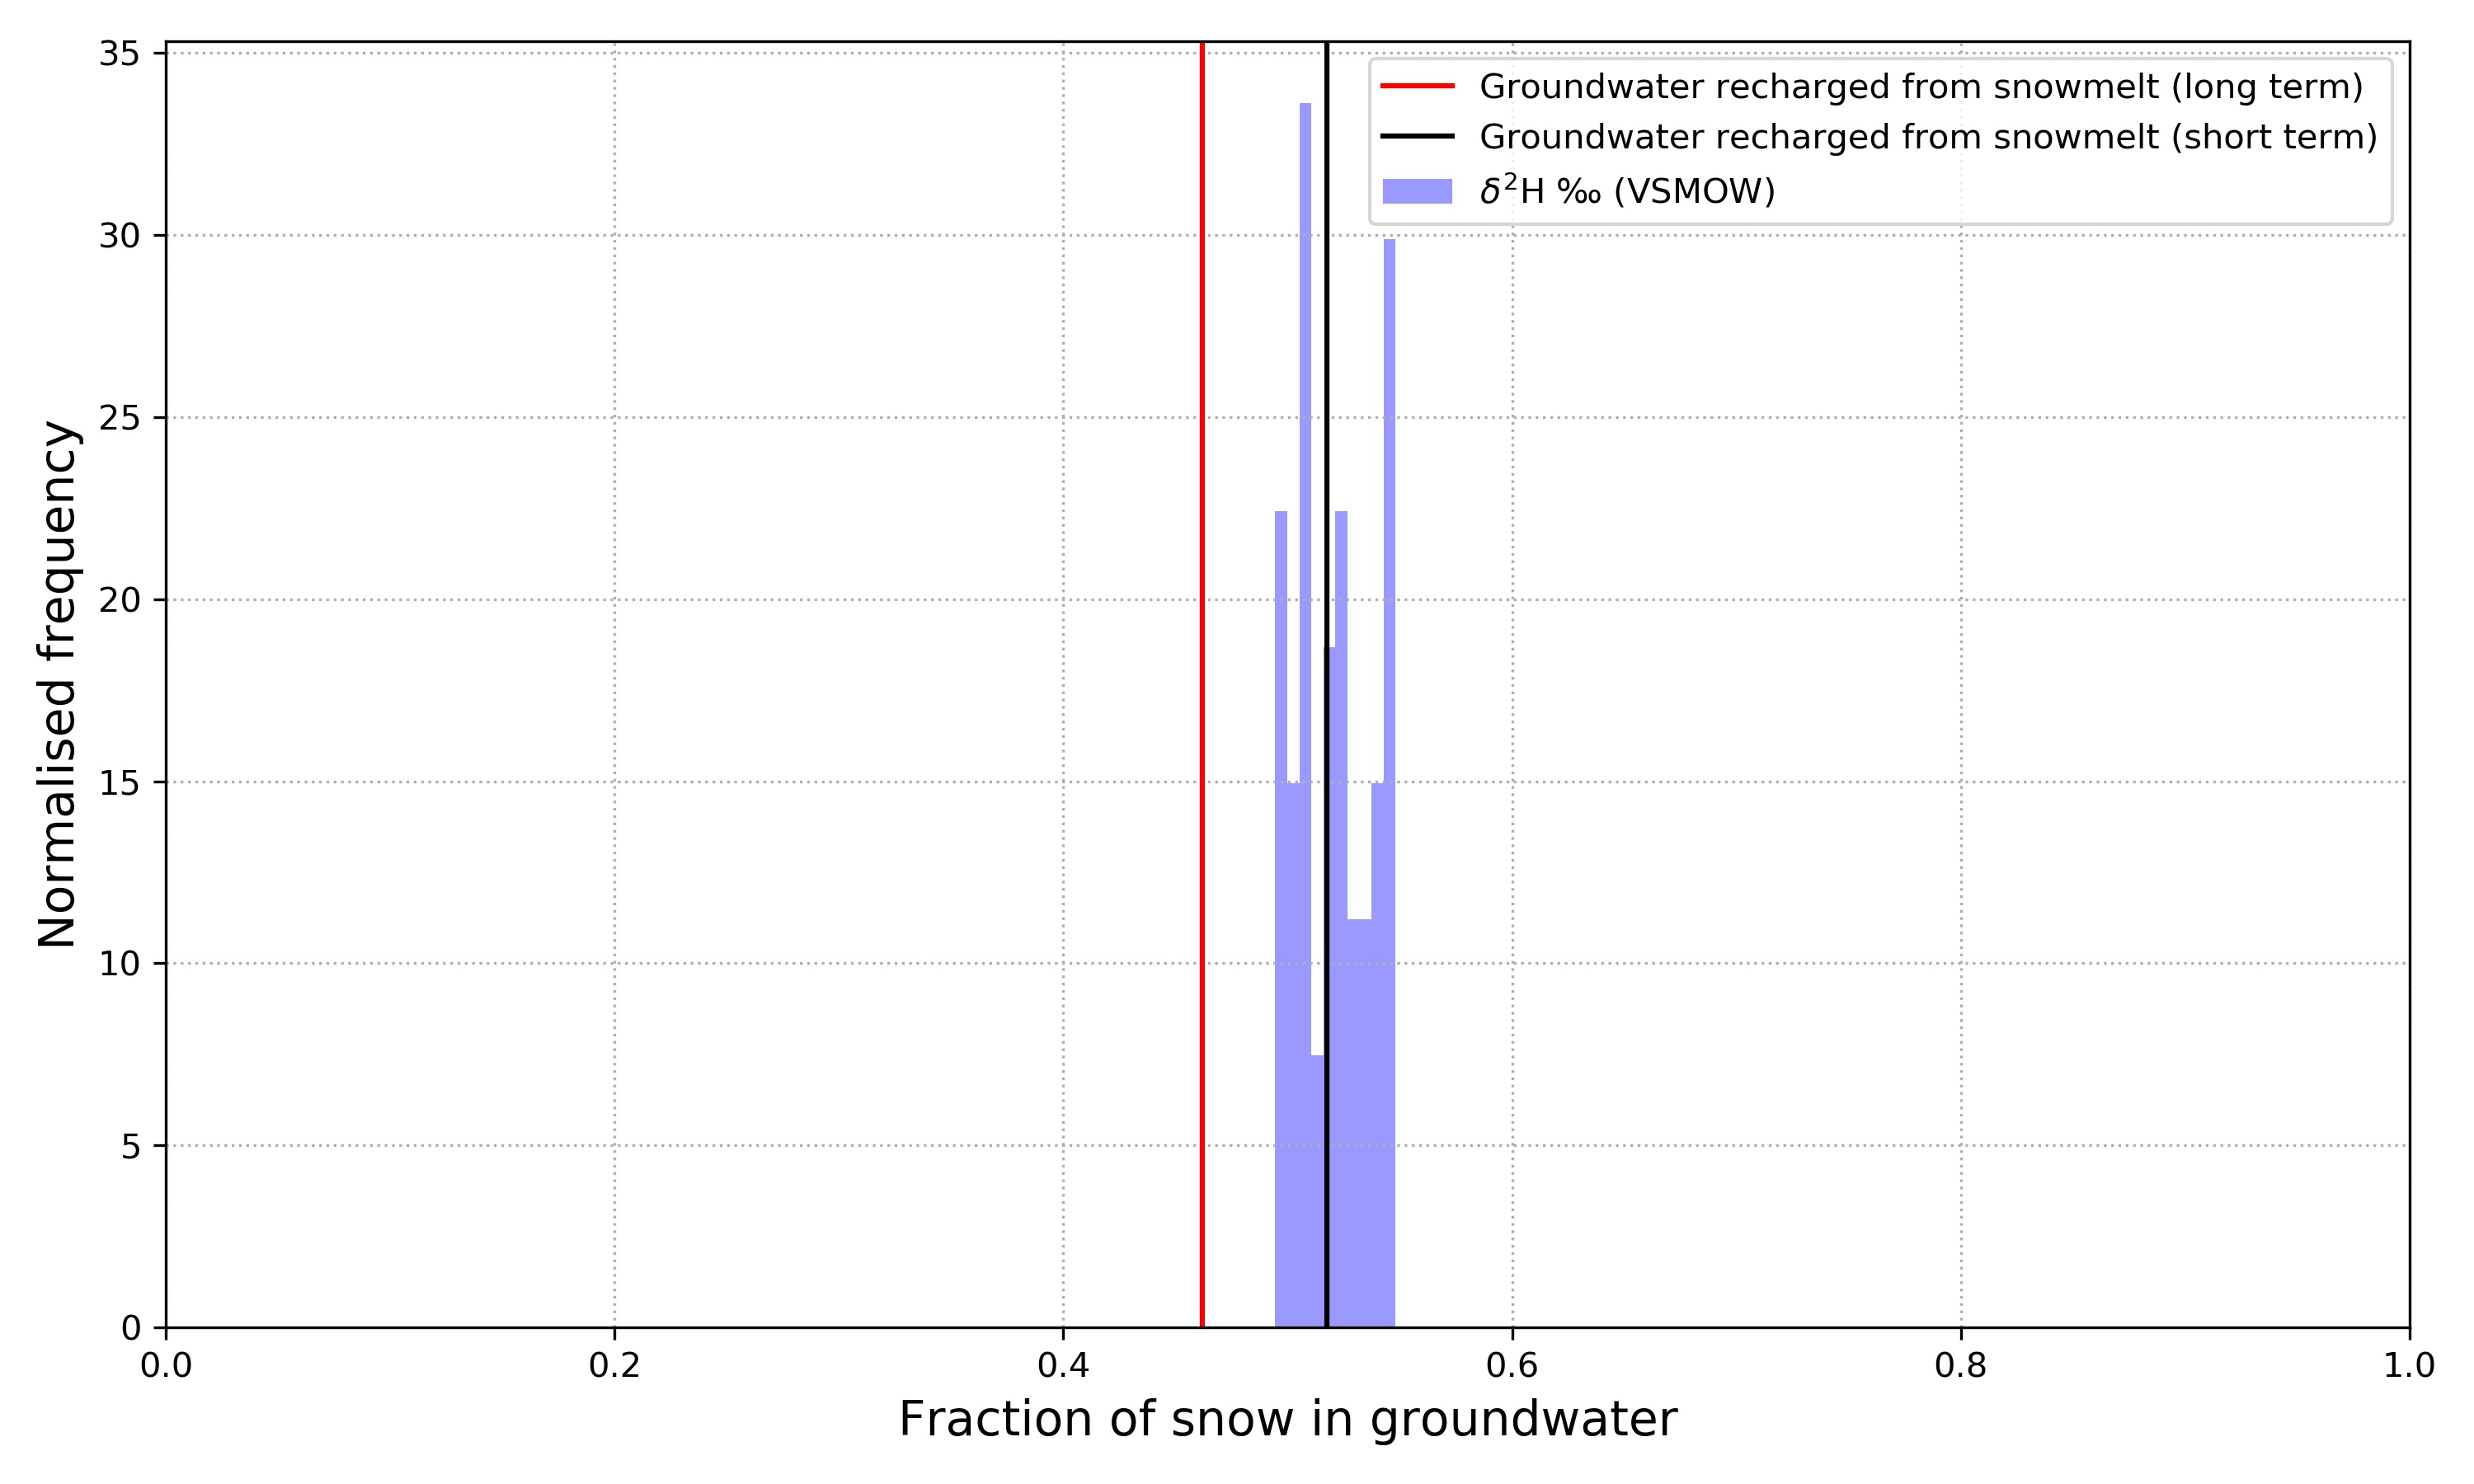 35
30
25
20
15
10
5
0
0.0 0.2 0.4 0.6 0.8 1.0
Normalised frequency
Fraction of snow in groundwater
Groundwater recharged from snowmelt (long term)
Groundwater recharged from snowmelt (short term)
δ²H ‰ (VSMOW)